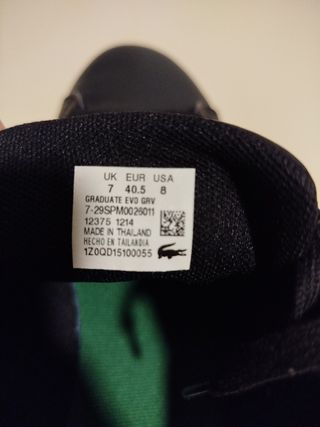 UK EUR USA
7 40.5 8
GRADUATE EVO GRV
7-29SPM0026011
12375 1214
MADE IN THAILAND
HECHO EN TAILANDIA
1Z0QD15100055